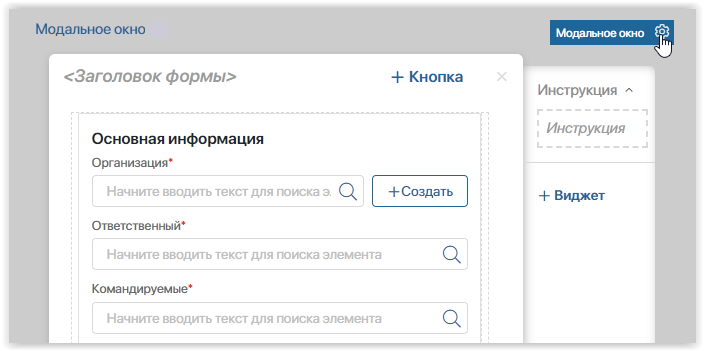 Модальное окно
Модальное окно
<Заголовок формы>
+ Кнопка
Инструкция
Инструкция
+ Виджет
Основная информация
Организация*
Начните вводить текст для поиска эл
+Создать
Ответственный*
Начните вводить текст для поиска элемента
Командируемые*
Начните вводить текст для поиска элемента